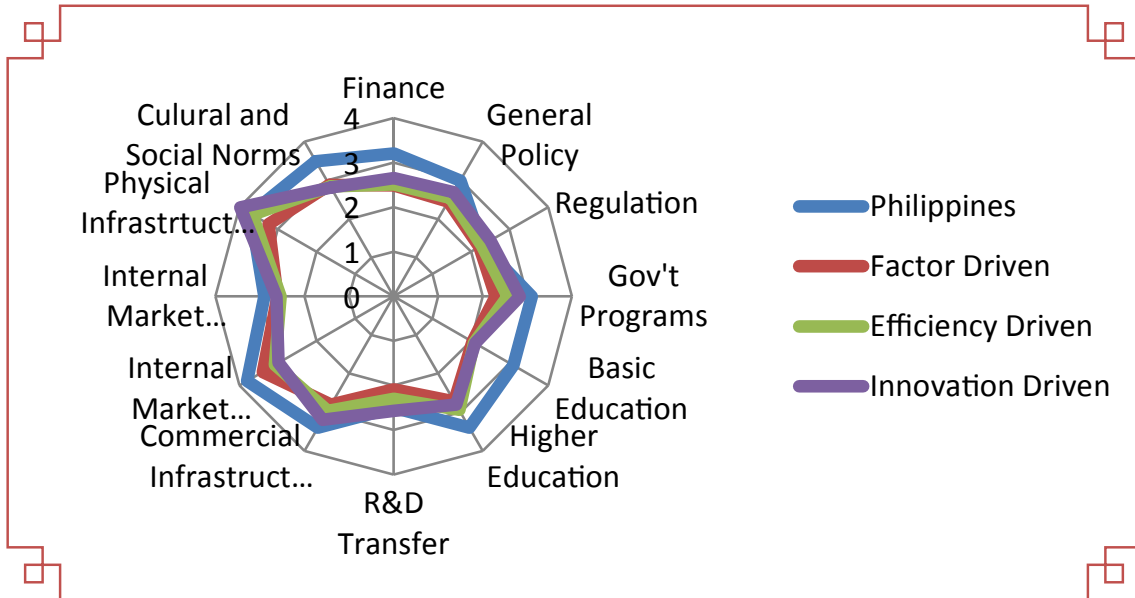 Finance
General
Policy
Regulation
Gov't
Programs
Basic
Education
Higher
Education
R&D
Transfer
Commercial
Infrastruct...
Internal
Market...
Internal
Market...
Physical
Infrastrtuct...
Culural and
Social Norms
4
3
2
1
0
Philippines
Factor Driven
Efficiency Driven
Innovation Driven